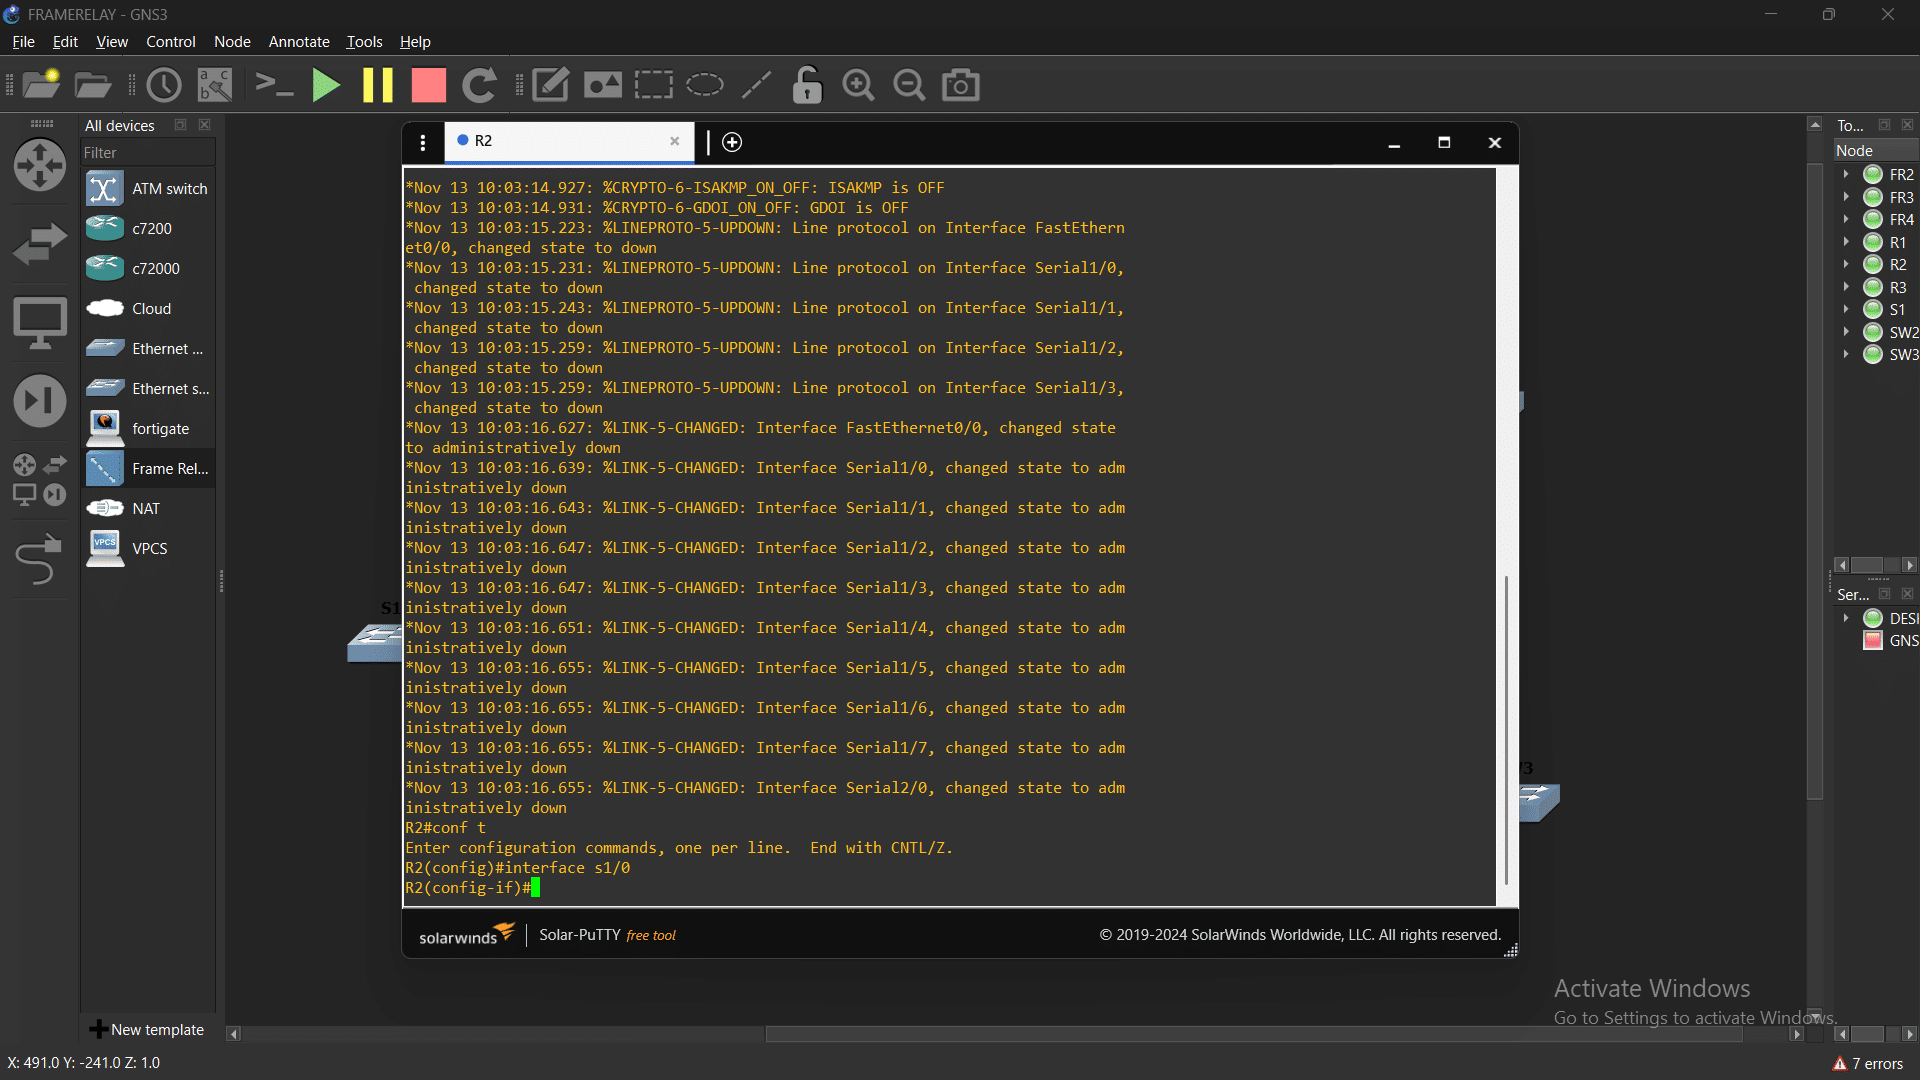 FRAMERELAY - GNS3
File Edit View Control Node Annotate Tools Help
All devices
Filter
ATM switch
c7200
c72000
Cloud
Ethernet ...
Ethernet s...
fortigate
Frame Rel...
NAT
VPCS
New template
S1
R2
*Nov 13 10:03:14.927: %CRYPTO-6-ISAKMP_ON_OFF: ISAKMP is OFF
*Nov 13 10:03:14.931: %CRYPTO-6-GDOI_ON_OFF: GDOI is OFF
*Nov 13 10:03:15.223: %LINEPROTO-5-UPDOWN: Line protocol on Interface FastEthern
et0/0, changed state to down
*Nov 13 10:03:15.231: %LINEPROTO-5-UPDOWN: Line protocol on Interface Serial1/0,
changed state to down
*Nov 13 10:03:15.243: %LINEPROTO-5-UPDOWN: Line protocol on Interface Serial1/1,
changed state to down
*Nov 13 10:03:15.259: %LINEPROTO-5-UPDOWN: Line protocol on Interface Serial1/2,
changed state to down
*Nov 13 10:03:15.259: %LINEPROTO-5-UPDOWN: Line protocol on Interface Serial1/3,
changed state to down
*Nov 13 10:03:16.627: %LINK-5-CHANGED: Interface FastEthernet0/0, changed state
to administratively down
*Nov 13 10:03:16.639: %LINK-5-CHANGED: Interface Serial1/0, changed state to adm
inistratively down
*Nov 13 10:03:16.643: %LINK-5-CHANGED: Interface Serial1/1, changed state to adm
inistratively down
*Nov 13 10:03:16.647: %LINK-5-CHANGED: Interface Serial1/2, changed state to adm
inistratively down
*Nov 13 10:03:16.647: %LINK-5-CHANGED: Interface Serial1/3, changed state to adm
inistratively down
*Nov 13 10:03:16.651: %LINK-5-CHANGED: Interface Serial1/4, changed state to adm
inistratively down
*Nov 13 10:03:16.655: %LINK-5-CHANGED: Interface Serial1/5, changed state to adm
inistratively down
*Nov 13 10:03:16.655: %LINK-5-CHANGED: Interface Serial1/6, changed state to adm
inistratively down
*Nov 13 10:03:16.655: %LINK-5-CHANGED: Interface Serial1/7, changed state to adm
inistratively down
*Nov 13 10:03:16.655: %LINK-5-CHANGED: Interface Serial2/0, changed state to adm
inistratively down
R2#conf t
Enter configuration commands, one per line.  End with CNTL/Z.
R2(config)#interface s1/0
R2(config-if)#
solarwinds Solar-PuTTY free tool
© 2019-2024 SolarWinds Worldwide, LLC. All rights reserved.
To...
Node
FR2
FR3
FR4
R1
R2
R3
S1
SW2
SW3
Ser...
DESI
GNS
Activate Windows
Go to Settings to activate Windows.
X: 491.0 Y: -241.0 Z: 1.0
7 errors